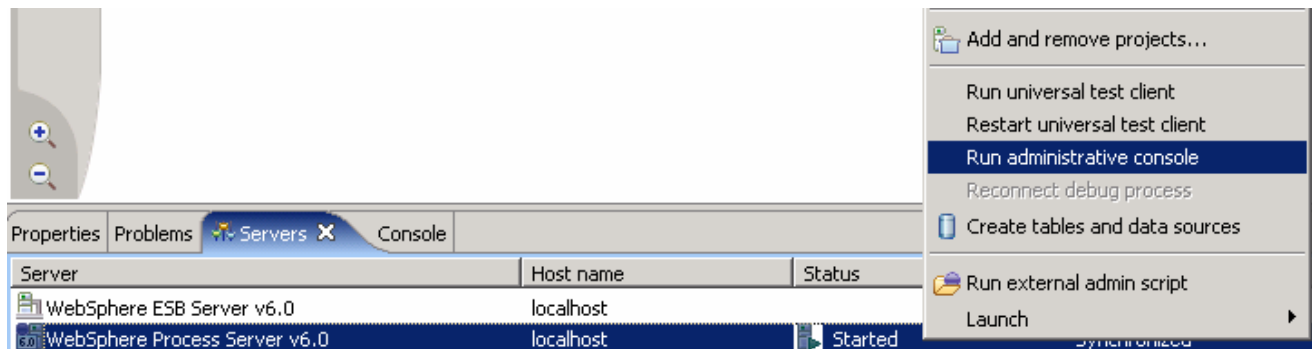 Add and remove projects...
Run universal test client
Restart universal test client
Run administrative console
Reconnect debug process
Create tables and data sources
Run external admin script
Launch
Properties Problems Servers Console
Server Host name Status
WebSphere ESB Server v6.0 localhost
WebSphere Process Server v6.0 localhost Started Synchronized